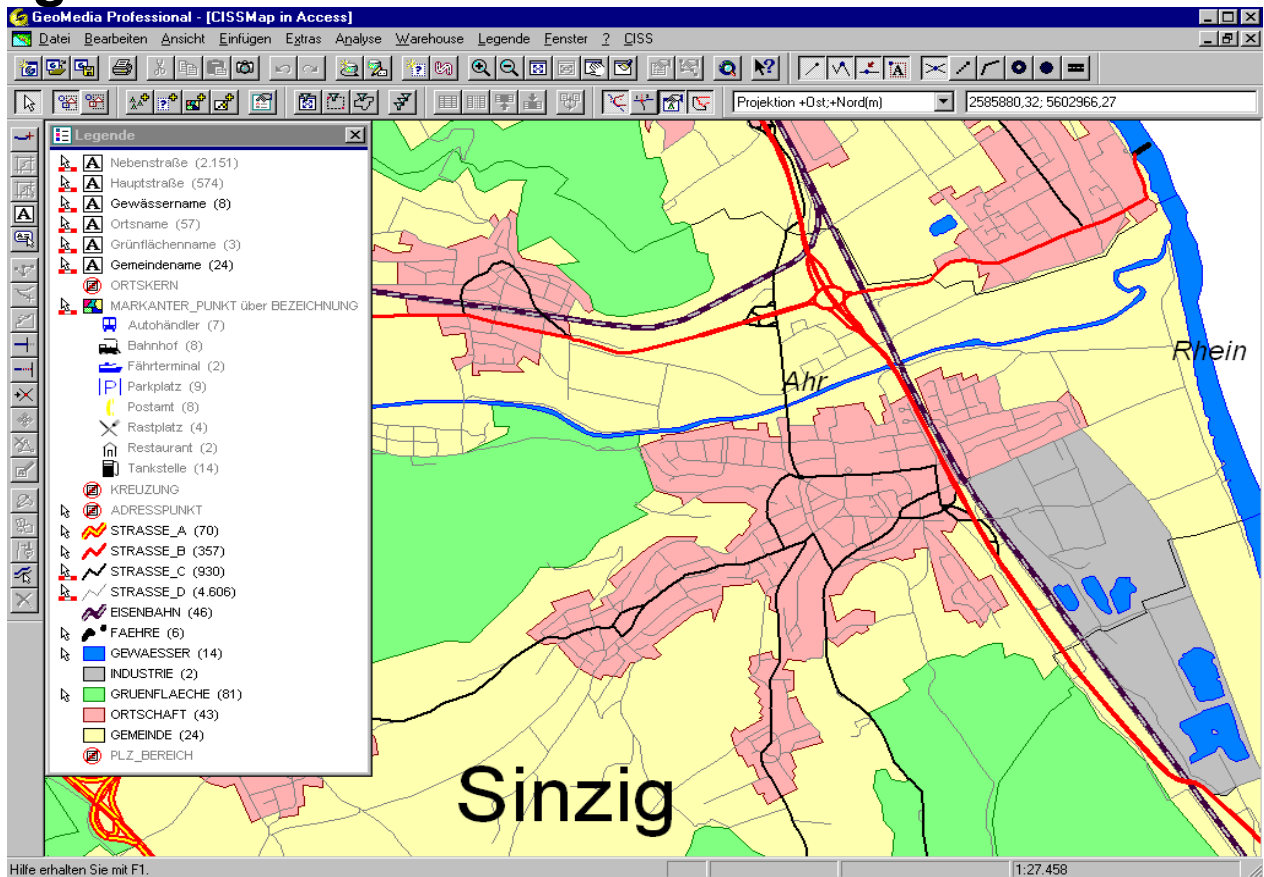 GeoMedia Professional - [CISSMap in Access]
Datei Bearbeiten Ansicht Einfügen Extras Analyse Warehouse Legende Fenster ? CISS
Projektion +Ost;+Nord(m) 2585880,32; 5602966,27
Legende
A Nebenstraße (2.151)
A Hauptstraße (574)
A Gewässername (8)
A Ortsname (57)
A Grünflächenname (3)
A Gemeindename (24)
ORTSKERN
MARKANTER_PUNKT über BEZEICHNUNG
Autohändler (7)
Bahnhof (8)
Fährterminal (2)
P Parkplatz (9)
Postamt (8)
Rastplatz (4)
Restaurant (2)
Tankstelle (14)
KREUZUNG
ADRESSPUNKT
STRASSE_A (70)
STRASSE_B (357)
STRASSE_C (930)
STRASSE_D (4.606)
EISENBAHN (46)
FAEHRE (6)
GEWAESSER (14)
INDUSTRIE (2)
GRUENFLAECHE (81)
ORTSCHAFT (43)
GEMEINDE (24)
PLZ_BEREICH
Rhein
Ahr
Sinzig
Hilfe erhalten Sie mit F1. 1:27.458